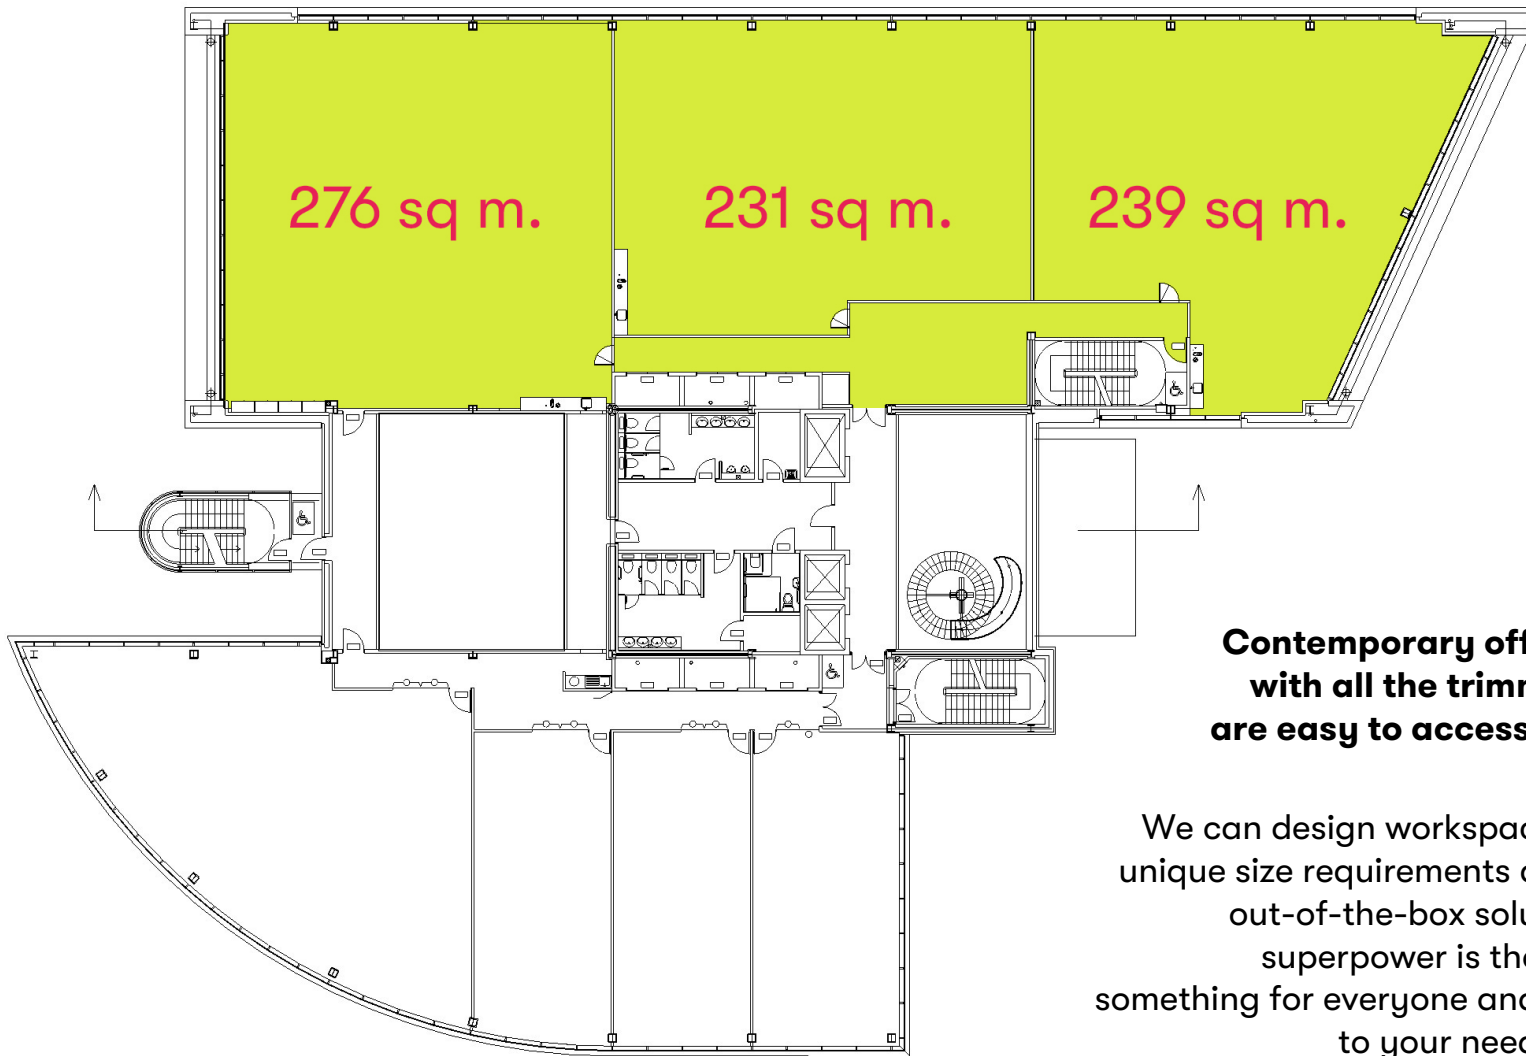 276 sq m.
231 sq m.
239 sq m.
Contemporary off
with all the trimm
are easy to access
We can design workspac
unique size requirements
out-of-the-box solu
superpower is tha
something for everyone and
to your need